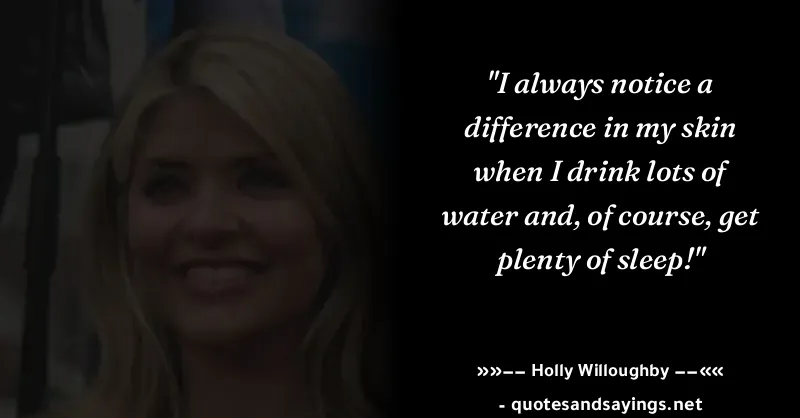 "I always notice a
difference in my skin
when I drink lots of
water and, of course, get
plenty of sleep!"
»»−− Holly Willoughby −−««
- quotesandsayings.net